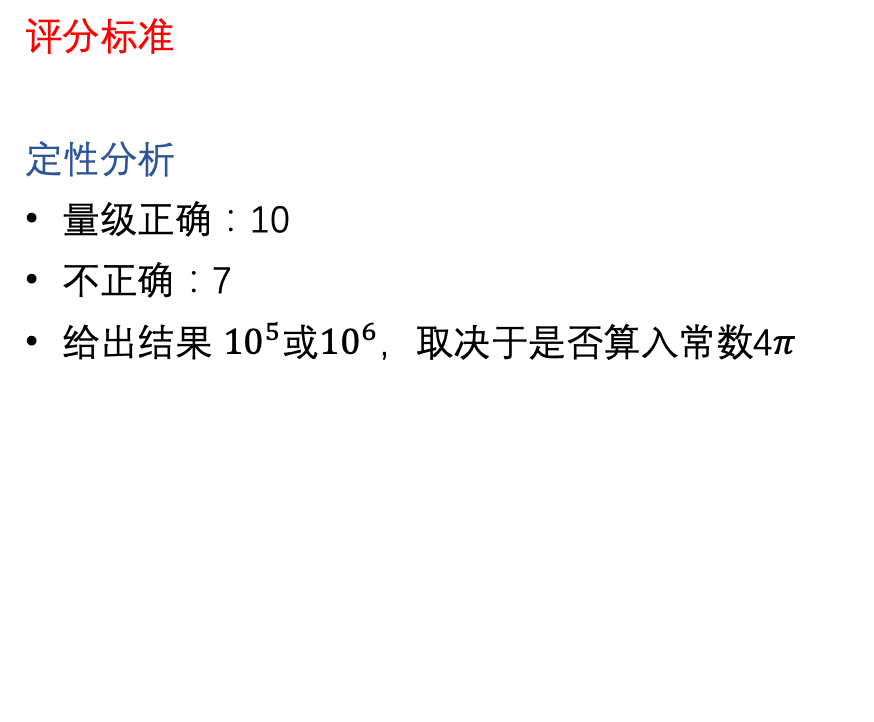 评分标准
定性分析
• 量级正确：10
• 不正确：7
• 给出结果 10⁵或10⁶，取决于是否算入常数4𝜋